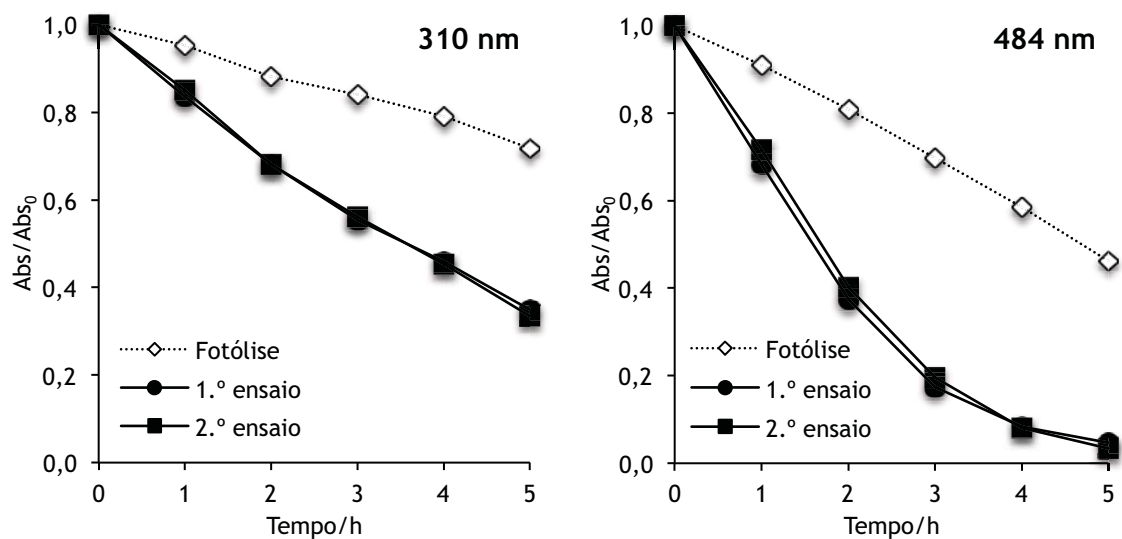 310 nm
1,0
0,8
0,6
0,4
0,2
0,0
Abs/Abs₀
Fotólise
1.º ensaio
2.º ensaio
0 1 2 3 4 5
Tempo/h
484 nm
1,0
0,8
0,6
0,4
0,2
0,0
Abs/Abs₀
Fotólise
1.º ensaio
2.º ensaio
0 1 2 3 4 5
Tempo/h